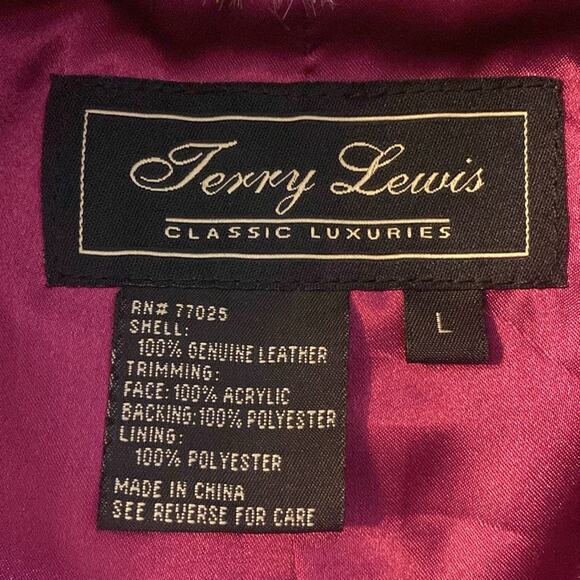 Terry Lewis
CLASSIC LUXURIES
L
RN# 77025
SHELL:
100% GENUINE LEATHER
TRIMMING:
FACE: 100% ACRYLIC
BACKING: 100% POLYESTER
LINING:
100% POLYESTER
MADE IN CHINA
SEE REVERSE FOR CARE